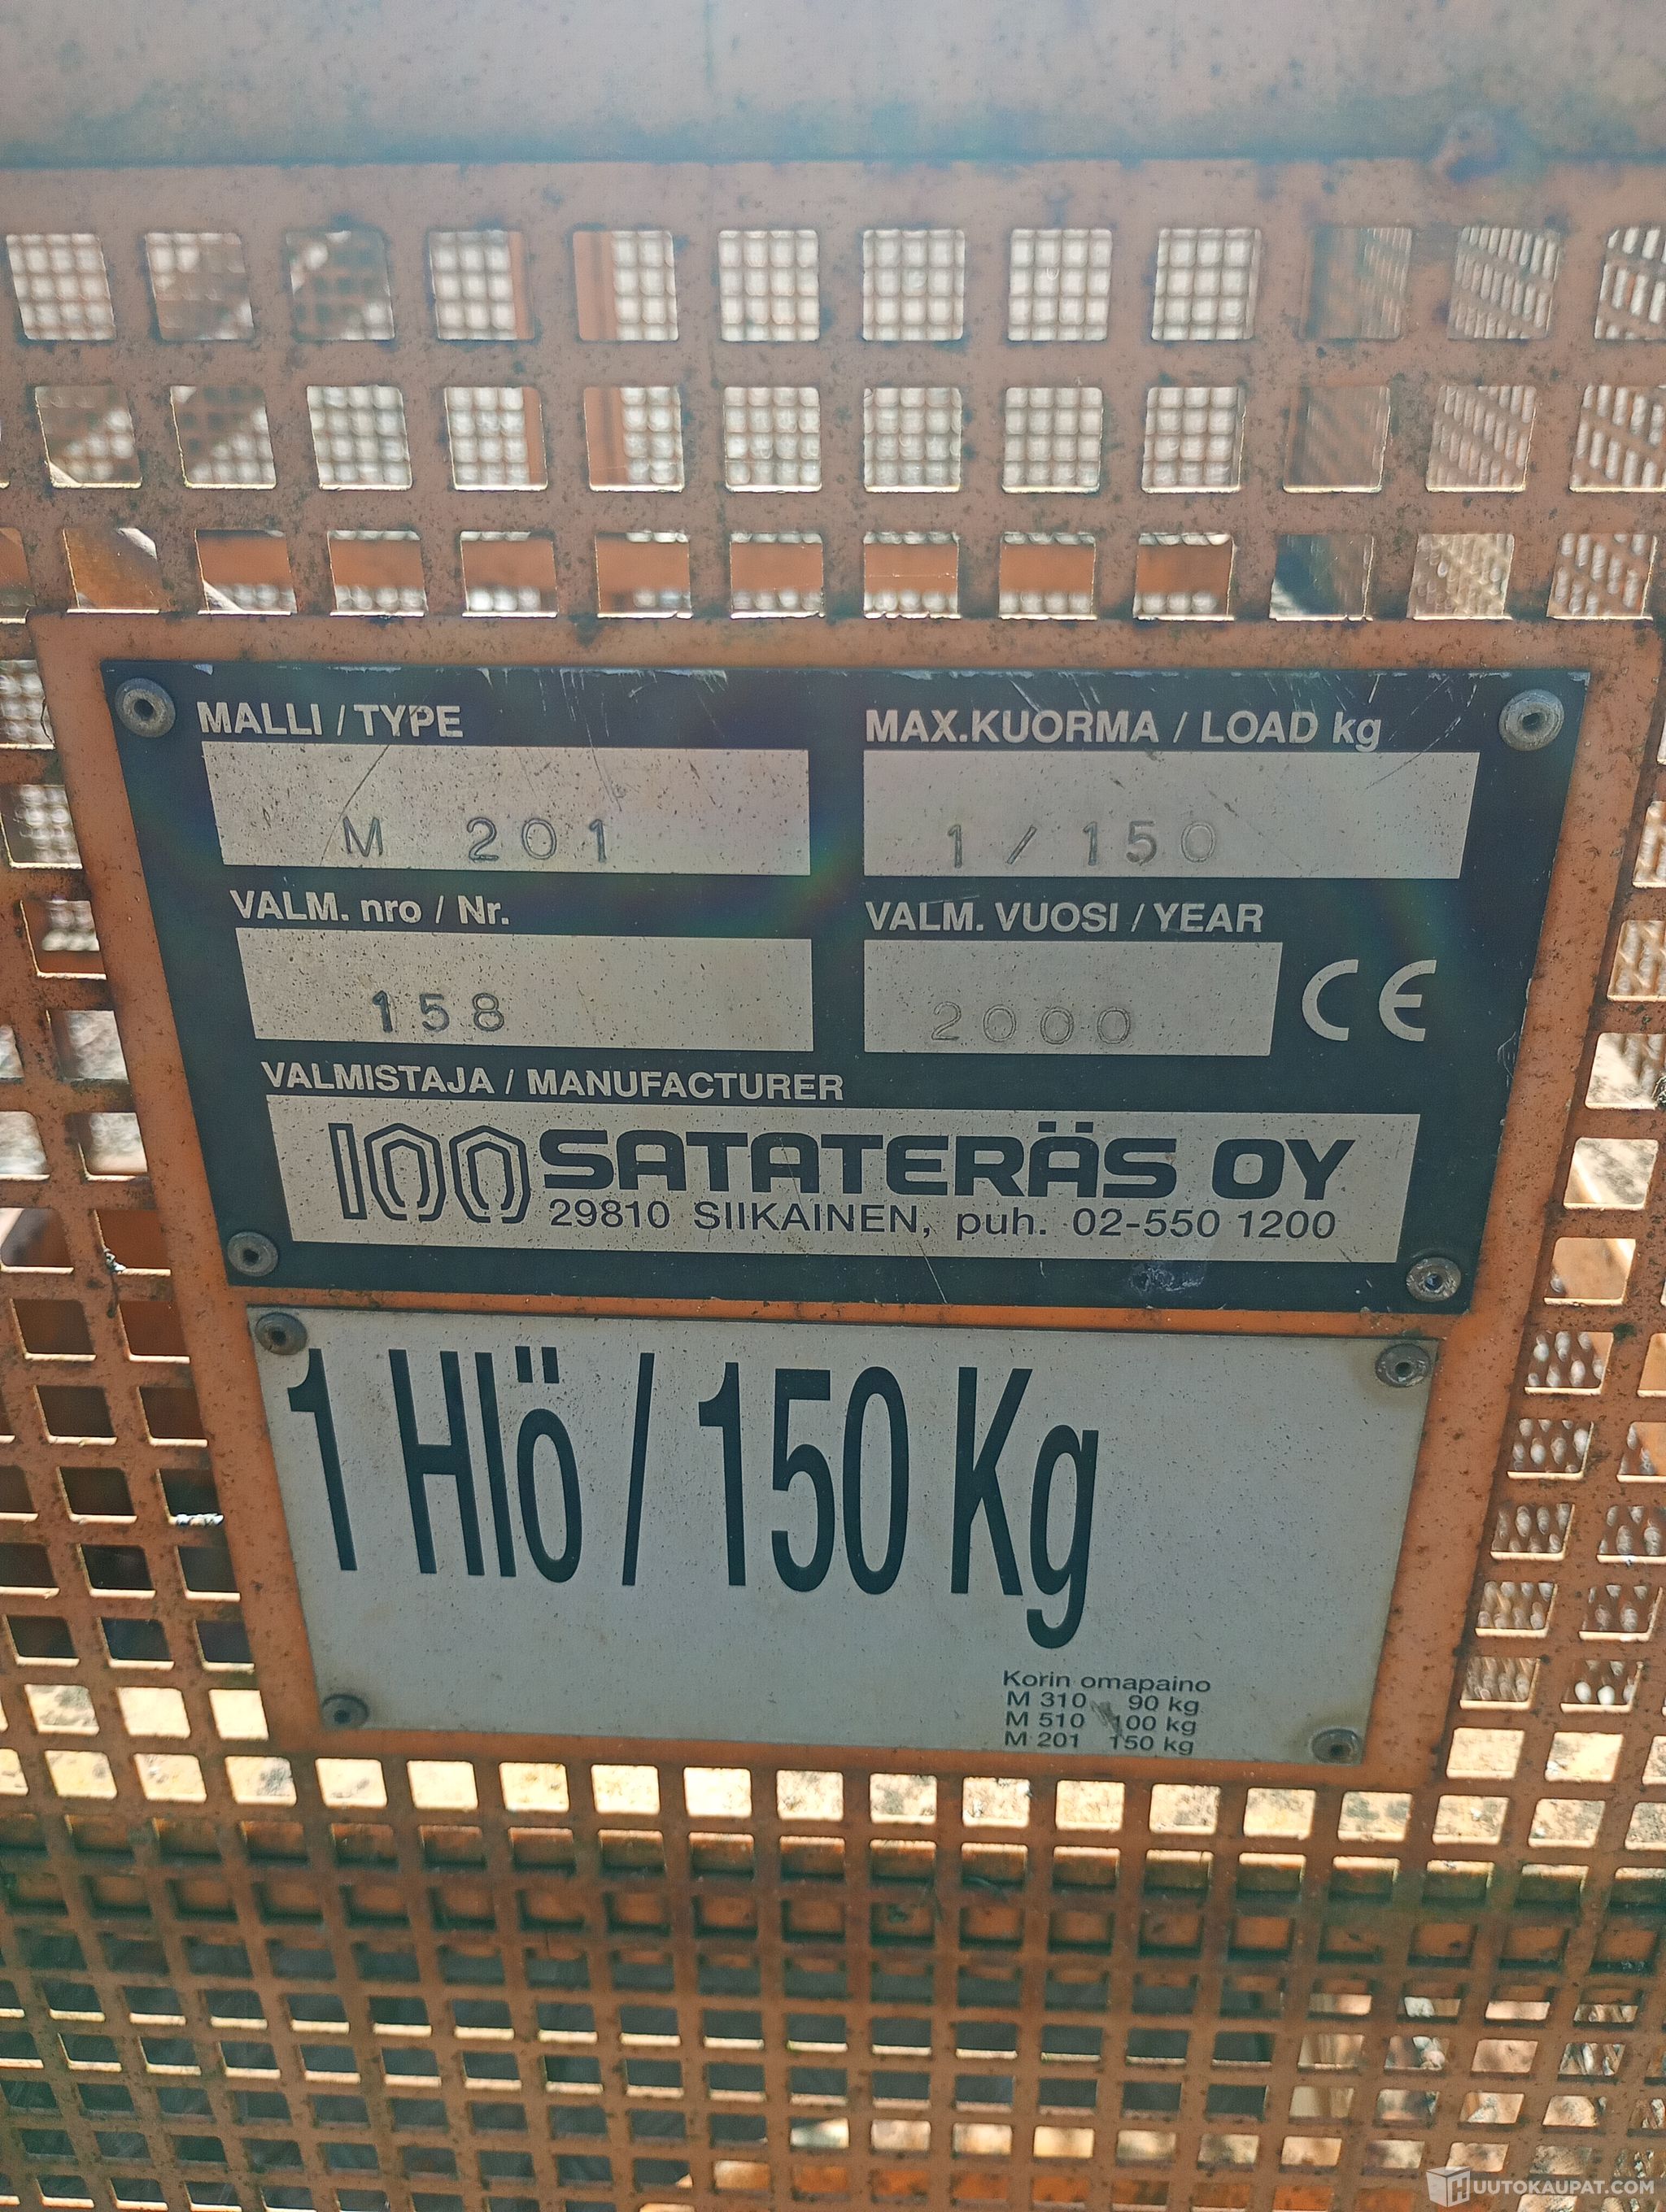 MALLI / TYPE
M 201
MAX.KUORMA / LOAD kg
1 / 150
VALM. nro / Nr.
158
VALM. VUOSI / YEAR
2000
CE
VALMISTAJA / MANUFACTURER
100 SATATERÄS OY
29810 SIIKAINEN, puh. 02-550 1200
1 Hlö / 150 Kg
Korin omapaino
M 310 90 kg
M 510 100 kg
M 201 150 kg
HUUTOKAUPAT.COM